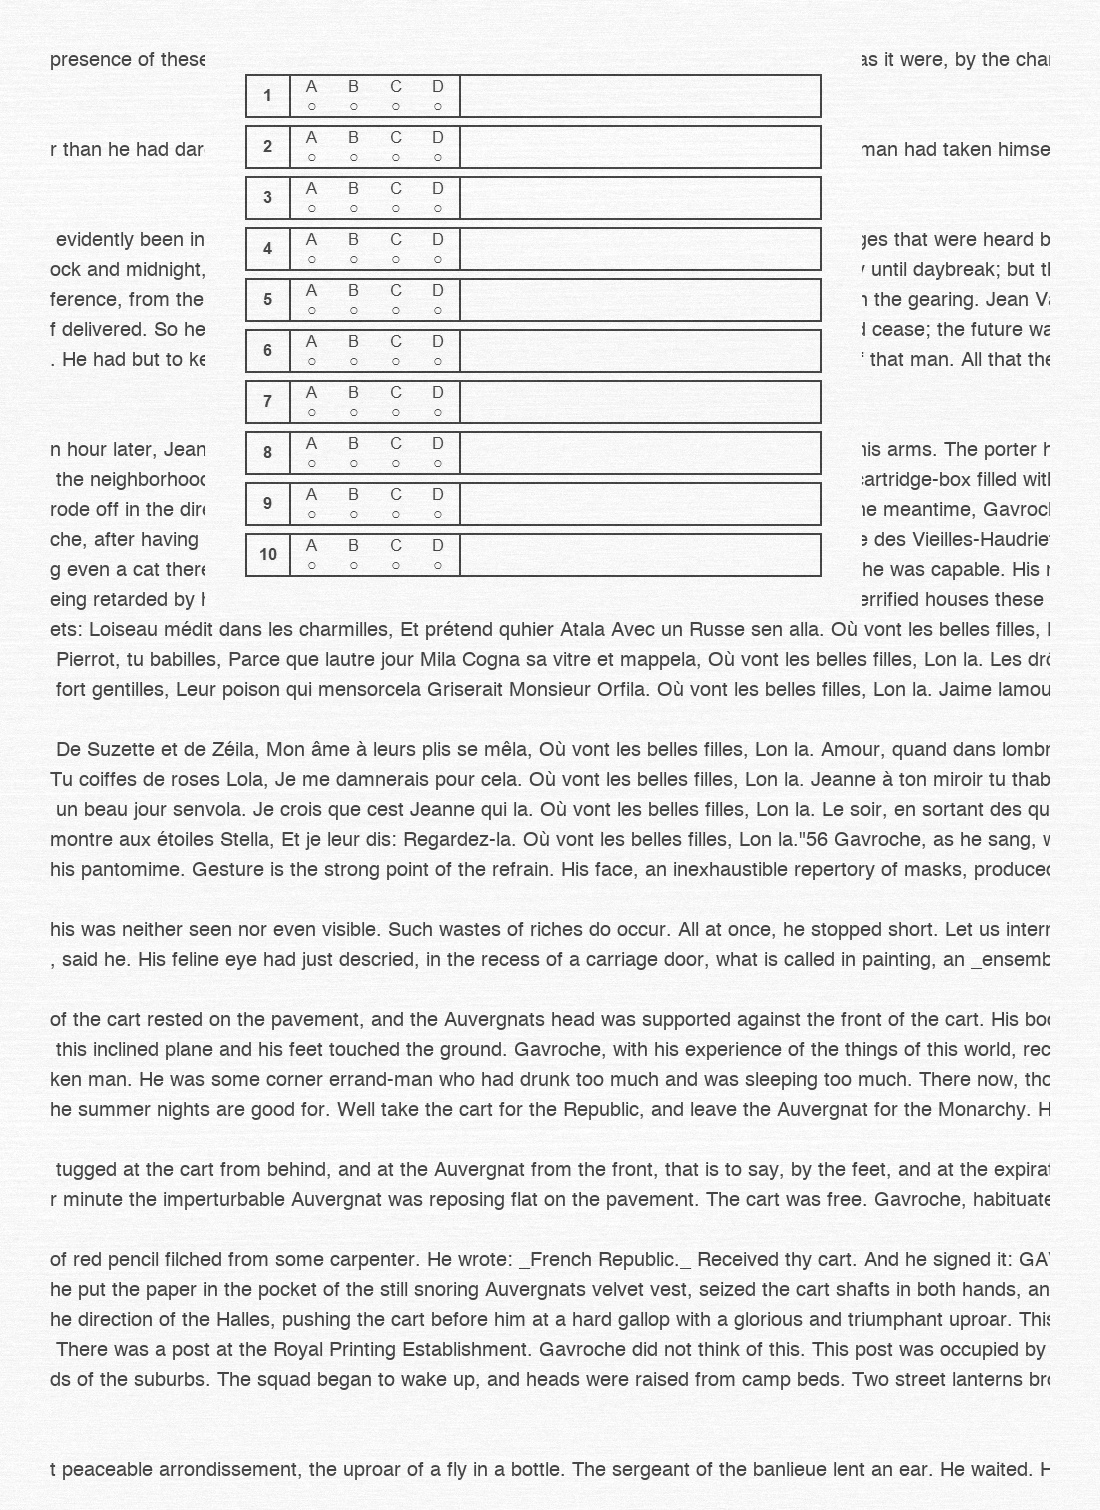 presence of these as it were, by the
1 A B C D
r than he had man had taken
2 A B C D
3 A B C D
evidently been in that were heard
4 A B C D
ock and midnight, until daybreak; but
ference, from the the gearing. Jean
5 A B C D
f delivered. So he cease; the future
6 A B C D
. He had but to that man. All that the
7 A B C D
n hour later, Jean his arms. The porter
8 A B C D
the neighborhood cartridge-box filled with
rode off in the meantime,
9 A B C D
che, after having des
10 A B C D
g even a cat there he was capable. His
eing retarded by houses these
ets: Loiseau médit dans les charmilles, Et prétend quhier Atala Avec un Russe sen alla. Où vont les belles filles,
Pierrot, tu babilles, Parce que lautre jour Mila Cogna sa vitre et mappela, Où vont les belles filles, Lon la. Les
fort gentilles, Leur poison qui mensorcela Griserait Monsieur Orfila. Où vont les belles filles, Lon la. Jaime
De Suzette et de Zéila, Mon âme à leurs plis se mêla, Où vont les belles filles, Lon la. Amour, quand dans
Tu coiffes de roses Lola, Je me damnerais pour cela. Où vont les belles filles, Lon la. Jeanne à ton miroir tu
un beau jour senvola. Je crois que cest Jeanne qui la. Où vont les belles filles, Lon la. Le soir, en sortant des
montre aux étoiles Stella, Et je leur dis: Regardez-la. Où vont les belles filles, Lon la."56 Gavroche, as he sang,
his pantomime. Gesture is the strong point of the refrain. His face, an inexhaustible repertory of masks, produced
his was neither seen nor even visible. Such wastes of riches do occur. All at once, he stopped short. Let us
, said he. His feline eye had just descried, in the recess of a carriage door, what is called in painting, an
of the cart rested on the pavement, and the Auvergnats head was supported against the front of the cart. His
this inclined plane and his feet touched the ground. Gavroche, with his experience of the things of this world,
ken man. He was some corner errand-man who had drunk too much and was sleeping too much. There now,
he summer nights are good for. Well take the cart for the Republic, and leave the Auvergnat for the Monarchy.
tugged at the cart from behind, and at the Auvergnat from the front, that is to say, by the feet, and at the
r minute the imperturbable Auvergnat was reposing flat on the pavement. The cart was free. Gavroche,
of red pencil filched from some carpenter. He wrote: _French Republic._ Received thy cart. And he signed it:
he put the paper in the pocket of the still snoring Auvergnats velvet vest, seized the cart shafts in both hands, an
he direction of the Halles, pushing the cart before him at a hard gallop with a glorious and triumphant uproar. This
There was a post at the Royal Printing Establishment. Gavroche did not think of this. This post was occupied by
ds of the suburbs. The squad began to wake up, and heads were raised from camp beds. Two street lanterns
t peaceable arrondissement, the uproar of a fly in a bottle. The sergeant of the banlieue lent an ear. He waited.